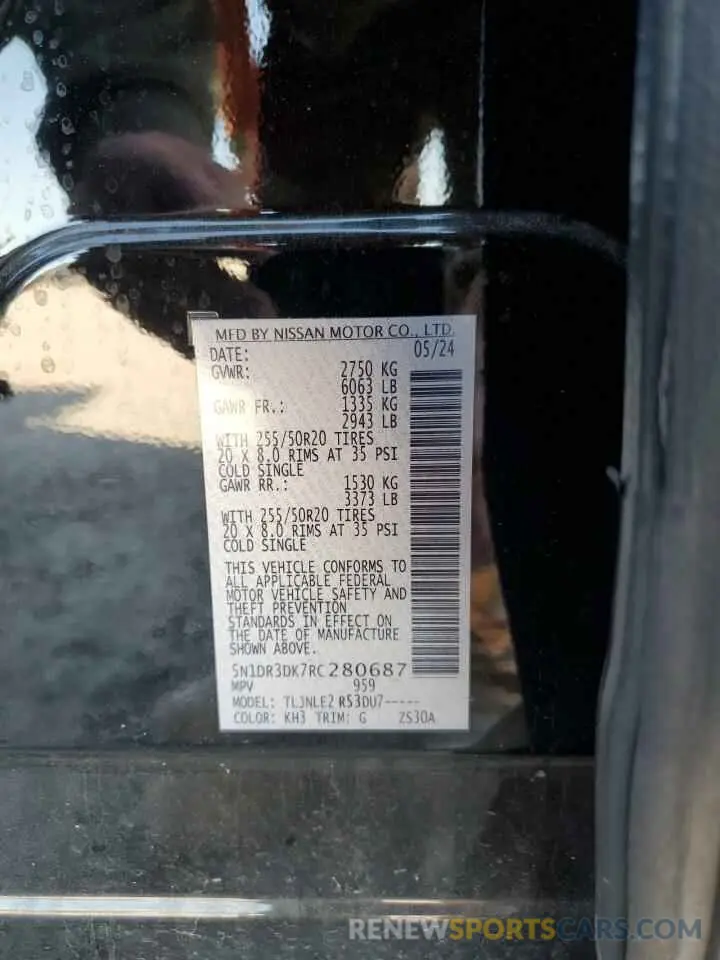 MFD BY NISSAN MOTOR CO., LTD.
DATE: 05/24
GVWR: 2750 KG
6063 LB
GAWR FR.: 1335 KG
2943 LB
WITH 255/50R20 TIRES
20 X 8.0 RIMS AT 35 PSI
COLD SINGLE
GAWR RR.: 1530 KG
3373 LB
WITH 255/50R20 TIRES
20 X 8.0 RIMS AT 35 PSI
COLD SINGLE
THIS VEHICLE CONFORMS TO
ALL APPLICABLE FEDERAL
MOTOR VEHICLE SAFETY AND
THEFT PREVENTION
STANDARDS IN EFFECT ON
THE DATE OF MANUFACTURE
SHOWN ABOVE.
5N1DR3DK7RC280687
MPV 959
MODEL: TLJNLE2 R53DU7-----
COLOR: KH3 TRIM: G 2S30A
RENEWSPORTSCARS.COM